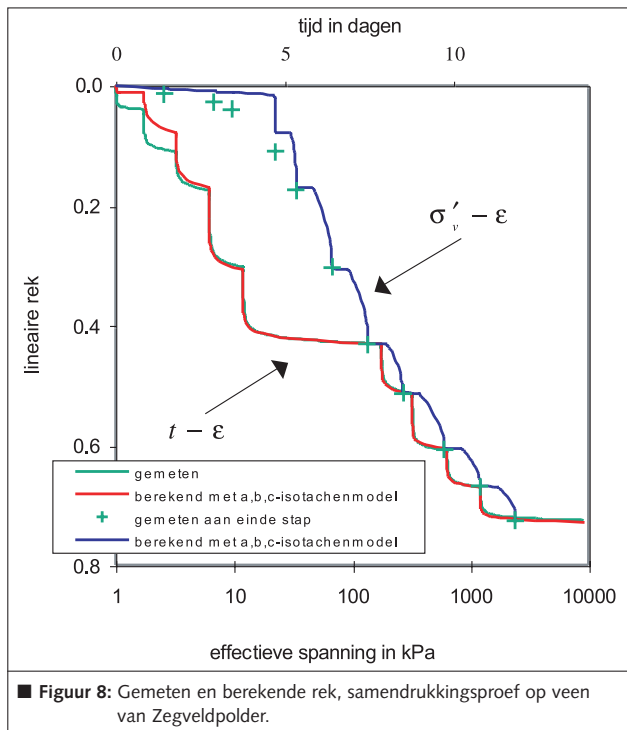 tijd in dagen
0 5 10
0.0
0.2
0.4
0.6
0.8
lineaire rek
σ′v – ε
t – ε
gemeten
berekend met a,b,c-isotachenmodel
gemeten aan einde stap
berekend met a,b,c-isotachenmodel
1 10 100 1000 10000
effectieve spanning in kPa
■ Figuur 8: Gemeten en berekende rek, samendrukkingsproef op veen
van Zegveldpolder.